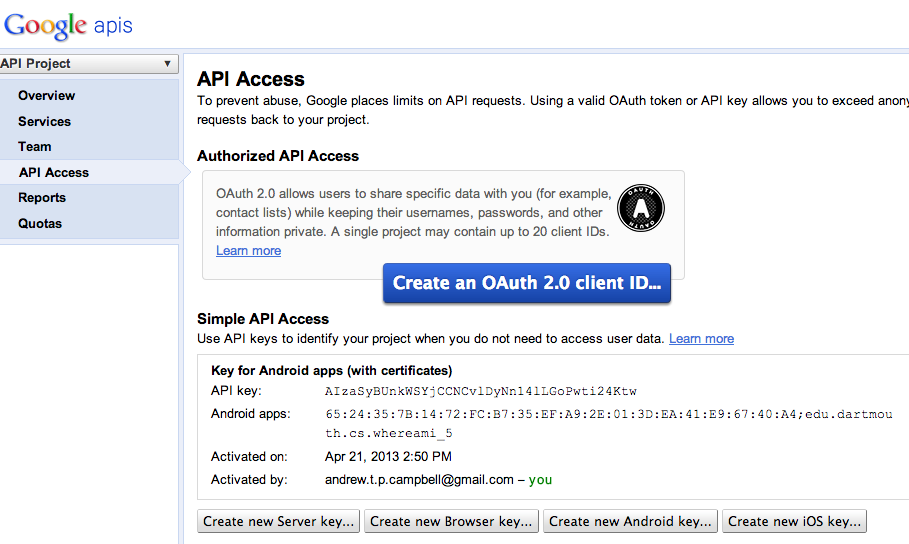 Google apis
API Project
Overview
Services
Team
API Access
Reports
Quotas
API Access
To prevent abuse, Google places limits on API requests. Using a valid OAuth token or API key allows you to exceed anony
requests back to your project.
Authorized API Access
OAuth 2.0 allows users to share specific data with you (for example,
contact lists) while keeping their usernames, passwords, and other
information private. A single project may contain up to 20 client IDs.
Learn more
OAUTH
A
OAUTH
Create an OAuth 2.0 client ID...
Simple API Access
Use API keys to identify your project when you do not need to access user data. Learn more
Key for Android apps (with certificates)
API key: AIzaSyBUnkWSYjCCNCvlDyNnl4lLGoPwti24Ktw
Android apps: 65:24:35:7B:14:72:FC:B7:35:EF:A9:2E:01:3D:EA:41:E9:67:40:A4;edu.dartmou
th.cs.whereami_5
Activated on: Apr 21, 2013 2:50 PM
Activated by: andrew.t.p.campbell@gmail.com – you
Create new Server key... Create new Browser key... Create new Android key... Create new iOS key...